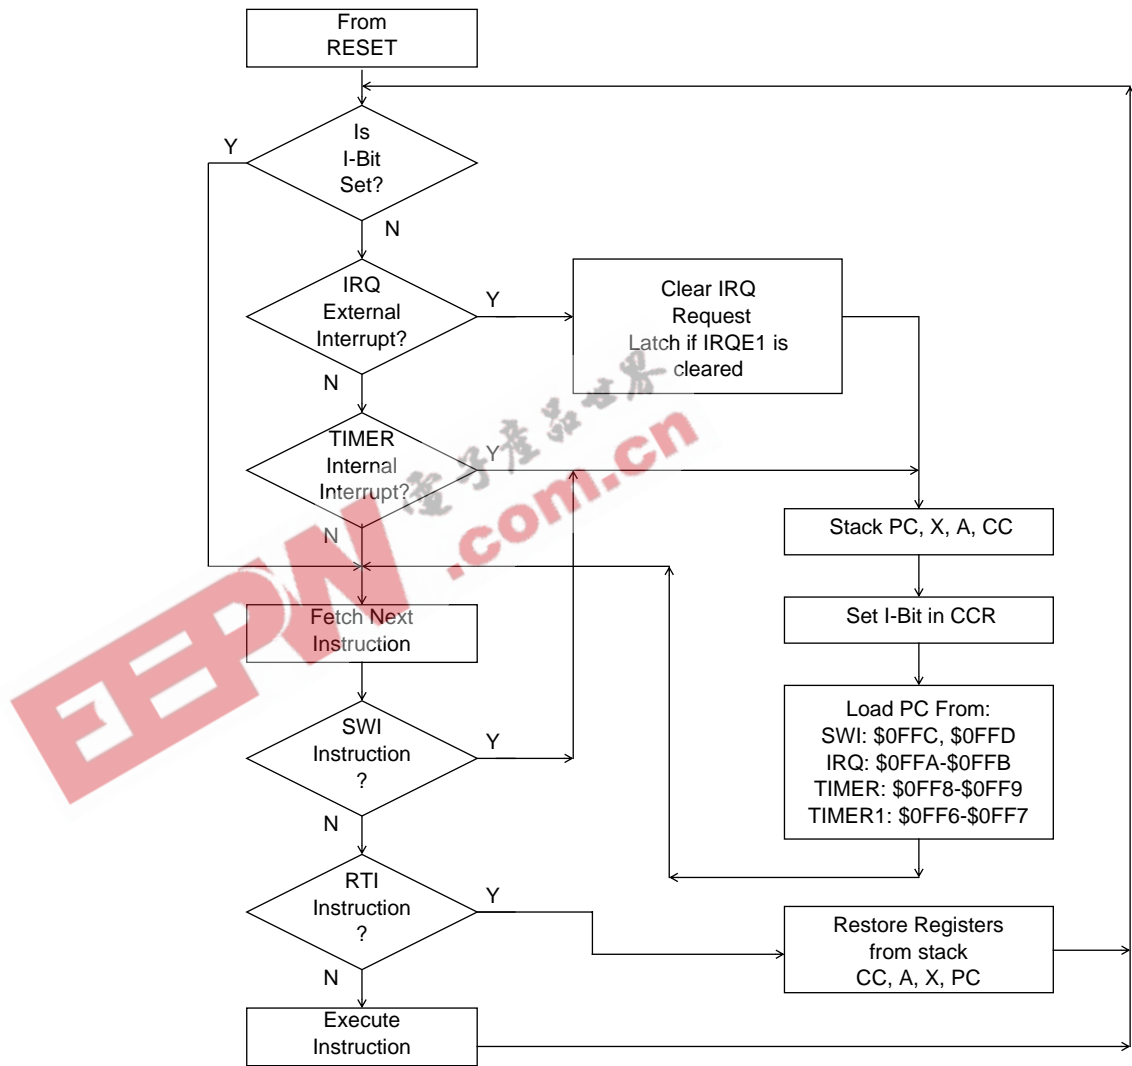 From
RESET
Is
I-Bit
Set?
Y
N
IRQ
External
Interrupt?
Y
N
Clear IRQ
Request
Latch if IRQE1 is
cleared
TIMER
Internal
Interrupt?
Y
N
電子產品世界
.com.cn
EEPW
Stack PC, X, A, CC
Set I-Bit in CCR
Fetch Next
Instruction
Load PC From:
SWI: $0FFC, $0FFD
IRQ: $0FFA-$0FFB
TIMER: $0FF8-$0FF9
TIMER1: $0FF6-$0FF7
SWI
Instruction
?
Y
N
RTI
Instruction
?
Y
N
Restore Registers
from stack
CC, A, X, PC
Execute
Instruction